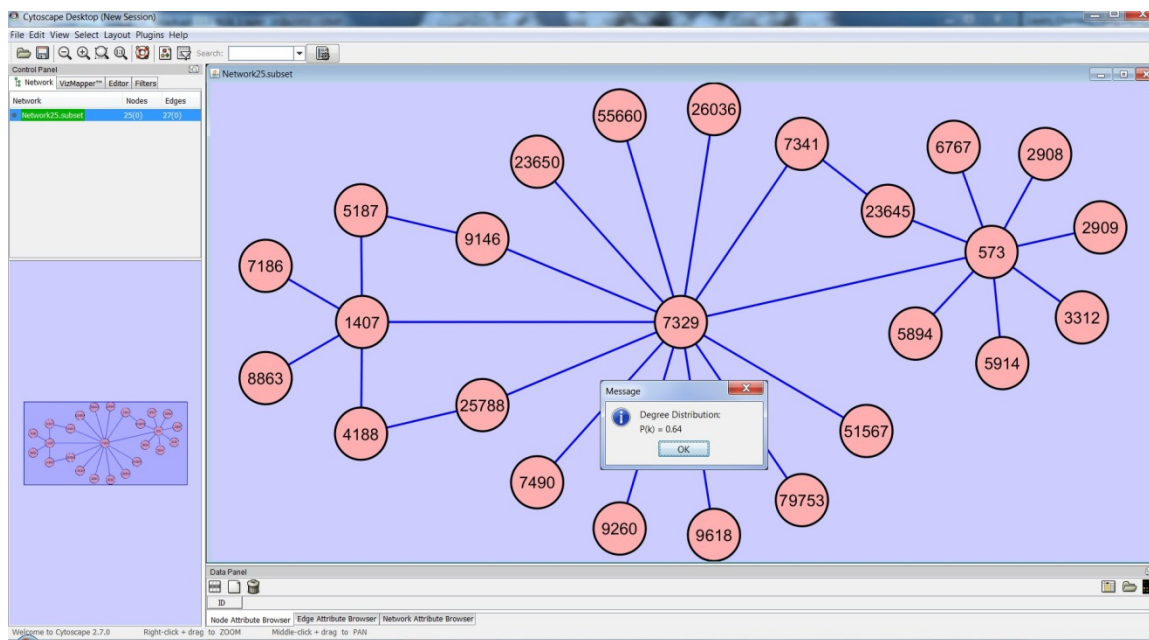 Cytoscape Desktop (New Session)
File Edit View Select Layout Plugins Help
Search:
Control Panel
Network VizMapper™ Editor Filters
Network Nodes Edges
Network25.subset 25(0) 27(0)
Network25.subset
55660
26036
7341
6767
2908
23650
5187
23645
2909
9146
573
7186
1407
7329
3312
5894
5914
8863
25788
4188
51567
Message
Degree Distribution:
P(k) = 0.64
OK
7490
79753
9260
9618
Data Panel
ID
Node Attribute Browser Edge Attribute Browser Network Attribute Browser
Welcome to Cytoscape 2.7.0 Right-click + drag to ZOOM Middle-click + drag to PAN